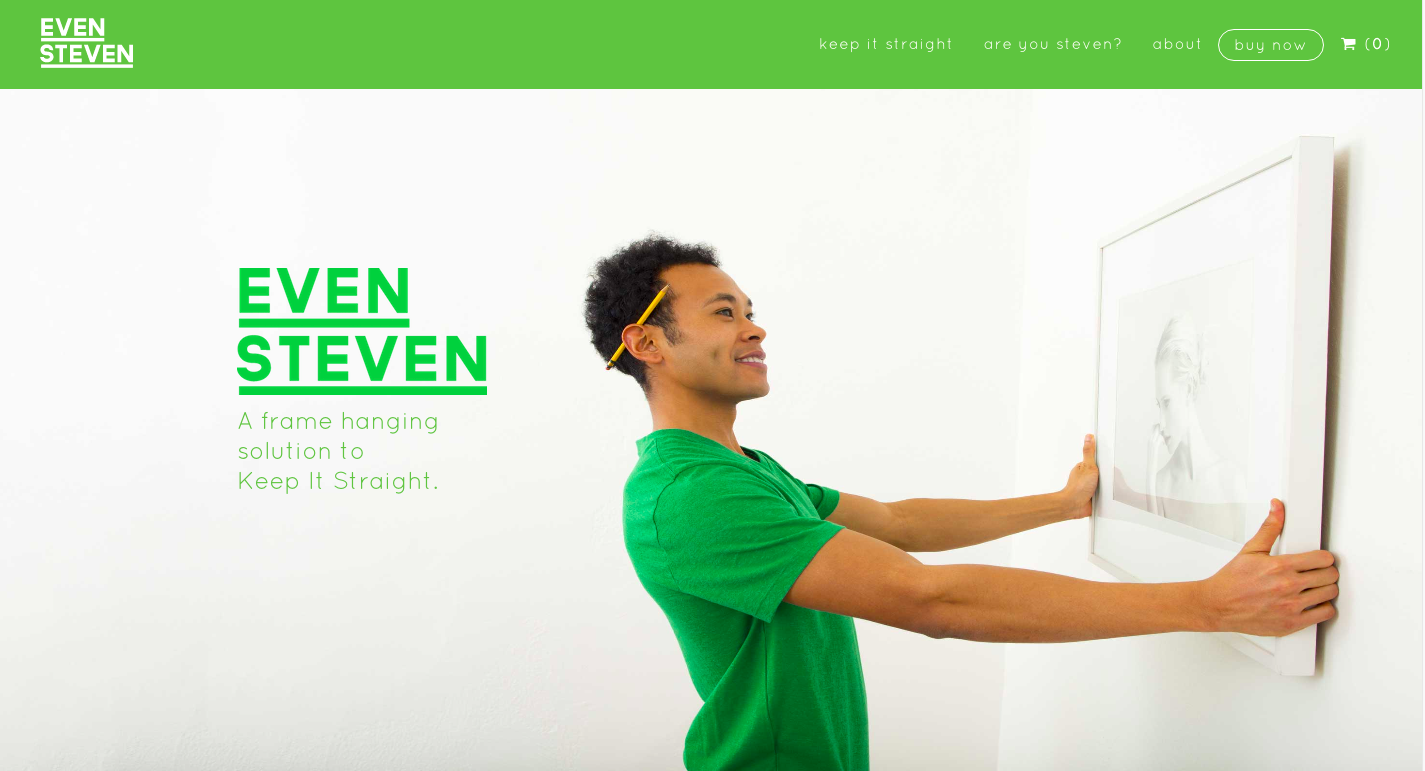 EVEN
STEVEN
keep it straight
are you steven?
about
buy now
(0)
EVEN
STEVEN
A frame hanging
solution to
Keep It Straight.